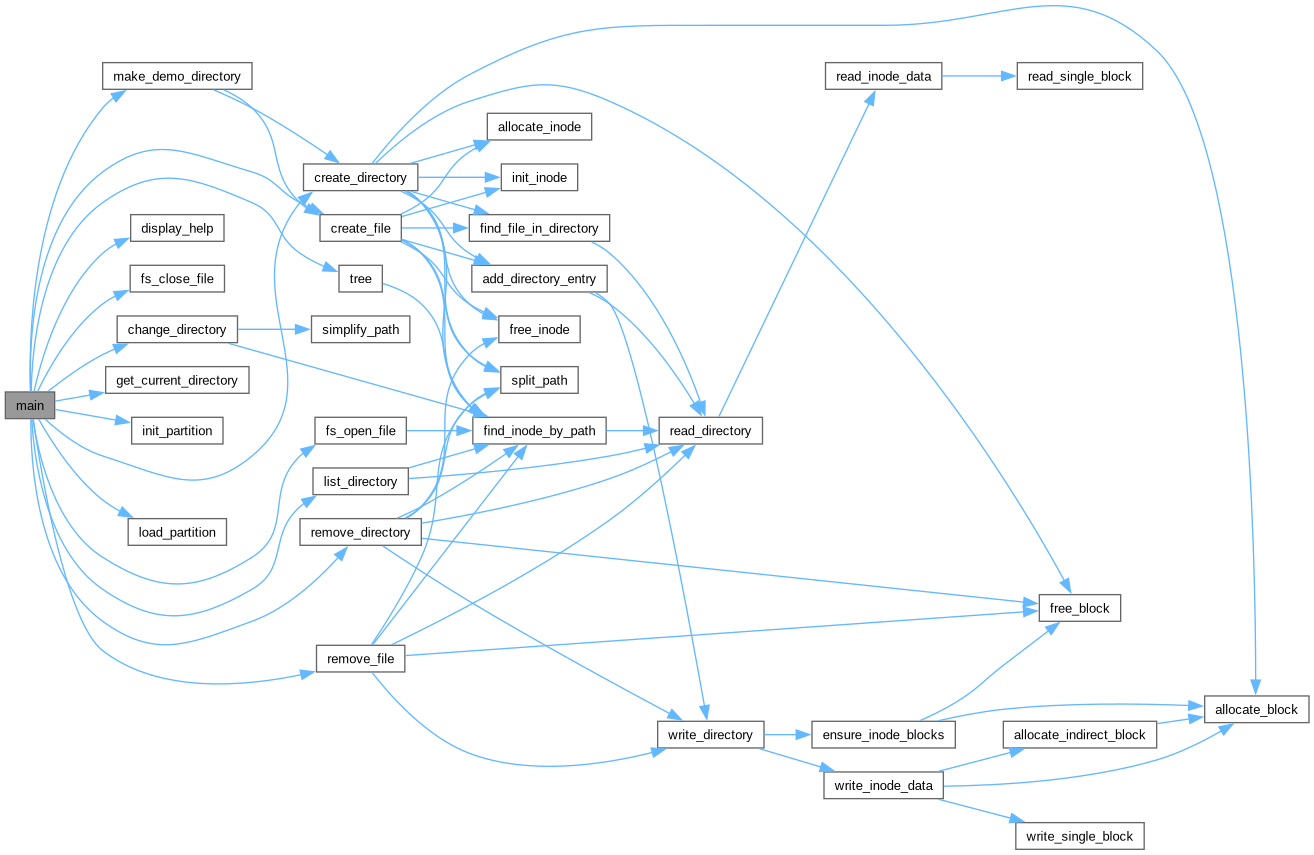 main
make_demo_directory
display_help
fs_close_file
change_directory
get_current_directory
init_partition
load_partition
create_directory
create_file
tree
simplify_path
fs_open_file
list_directory
remove_directory
remove_file
allocate_inode
init_inode
find_file_in_directory
add_directory_entry
free_inode
split_path
find_inode_by_path
read_directory
write_directory
read_inode_data
ensure_inode_blocks
write_inode_data
read_single_block
free_block
allocate_indirect_block
write_single_block
allocate_block